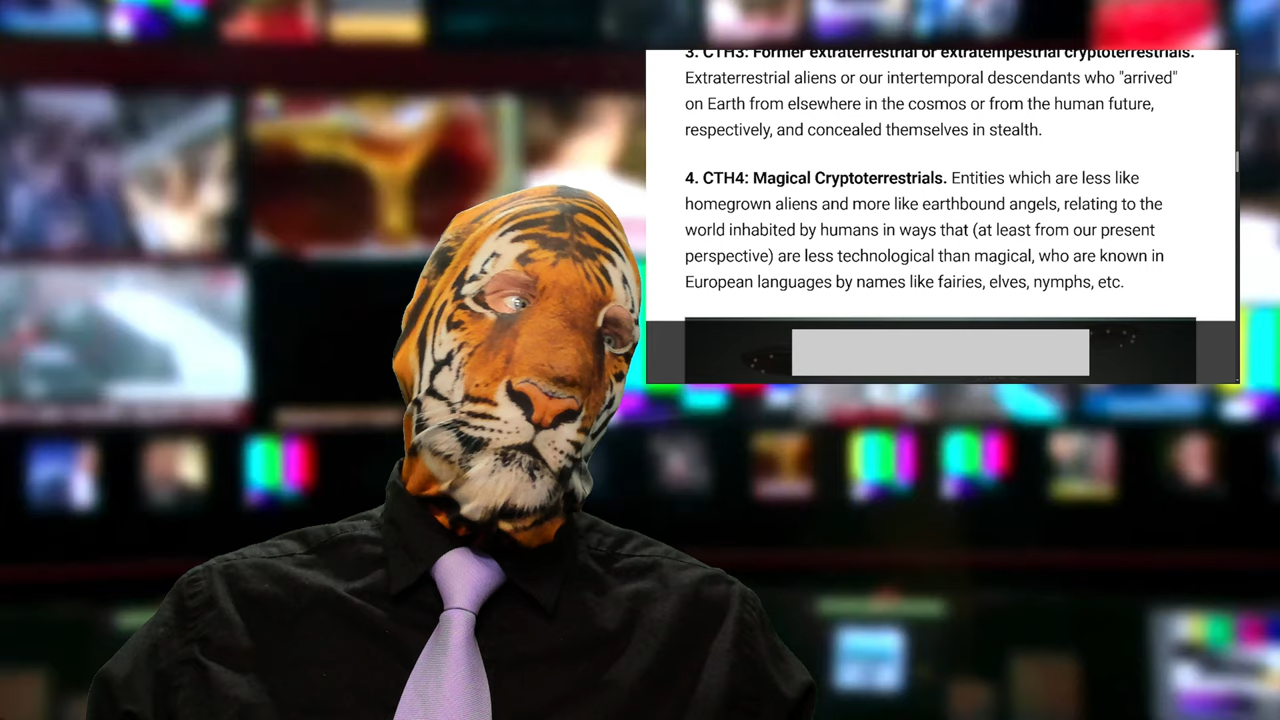 3. CTH3: Former extraterrestrial or extratempestrial cryptoterrestrials.
Extraterrestrial aliens or our intertemporal descendants who "arrived"
on Earth from elsewhere in the cosmos or from the human future,
respectively, and concealed themselves in stealth.
4. CTH4: Magical Cryptoterrestrials. Entities which are less like
homegrown aliens and more like earthbound angels, relating to the
world inhabited by humans in ways that (at least from our present
perspective) are less technological than magical, who are known in
European languages by names like fairies, elves, nymphs, etc.